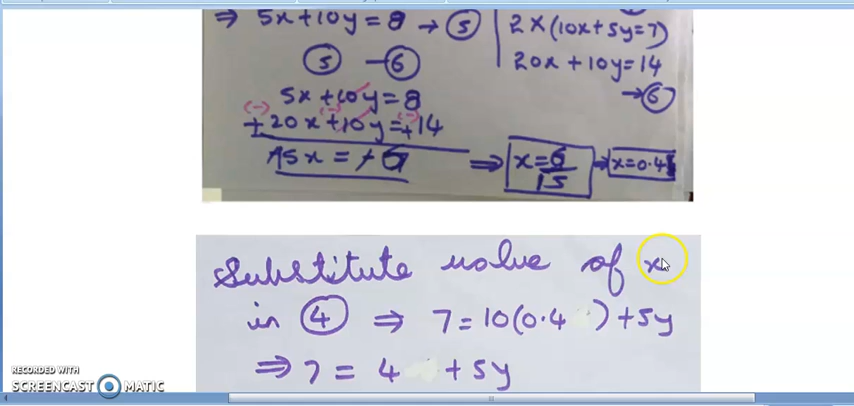 ⇒ 5x+10y=8 → ⑤
2×(10x+5y=7)
20x+10y=14
→⑥
⑤ - ⑥
5x+10y=8
(-) (-) (-)
+20x+10y=+14
-15x=-6
⇒ x=6/15 → x=0.4
Substitute value of x
in ④ ⇒ 7=10(0.4 )+5y
⇒ 7 = 4 +5y
RECORDED WITH
SCREENCAST MATIC